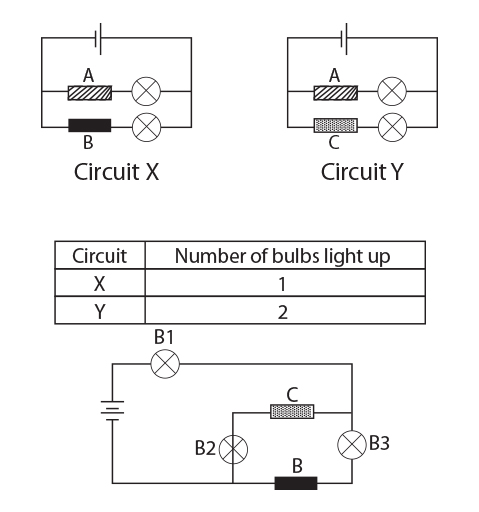 A A
B C
Circuit X Circuit Y
Circuit Number of bulbs light up
X 1
Y 2
B1
C
B2 B3
B